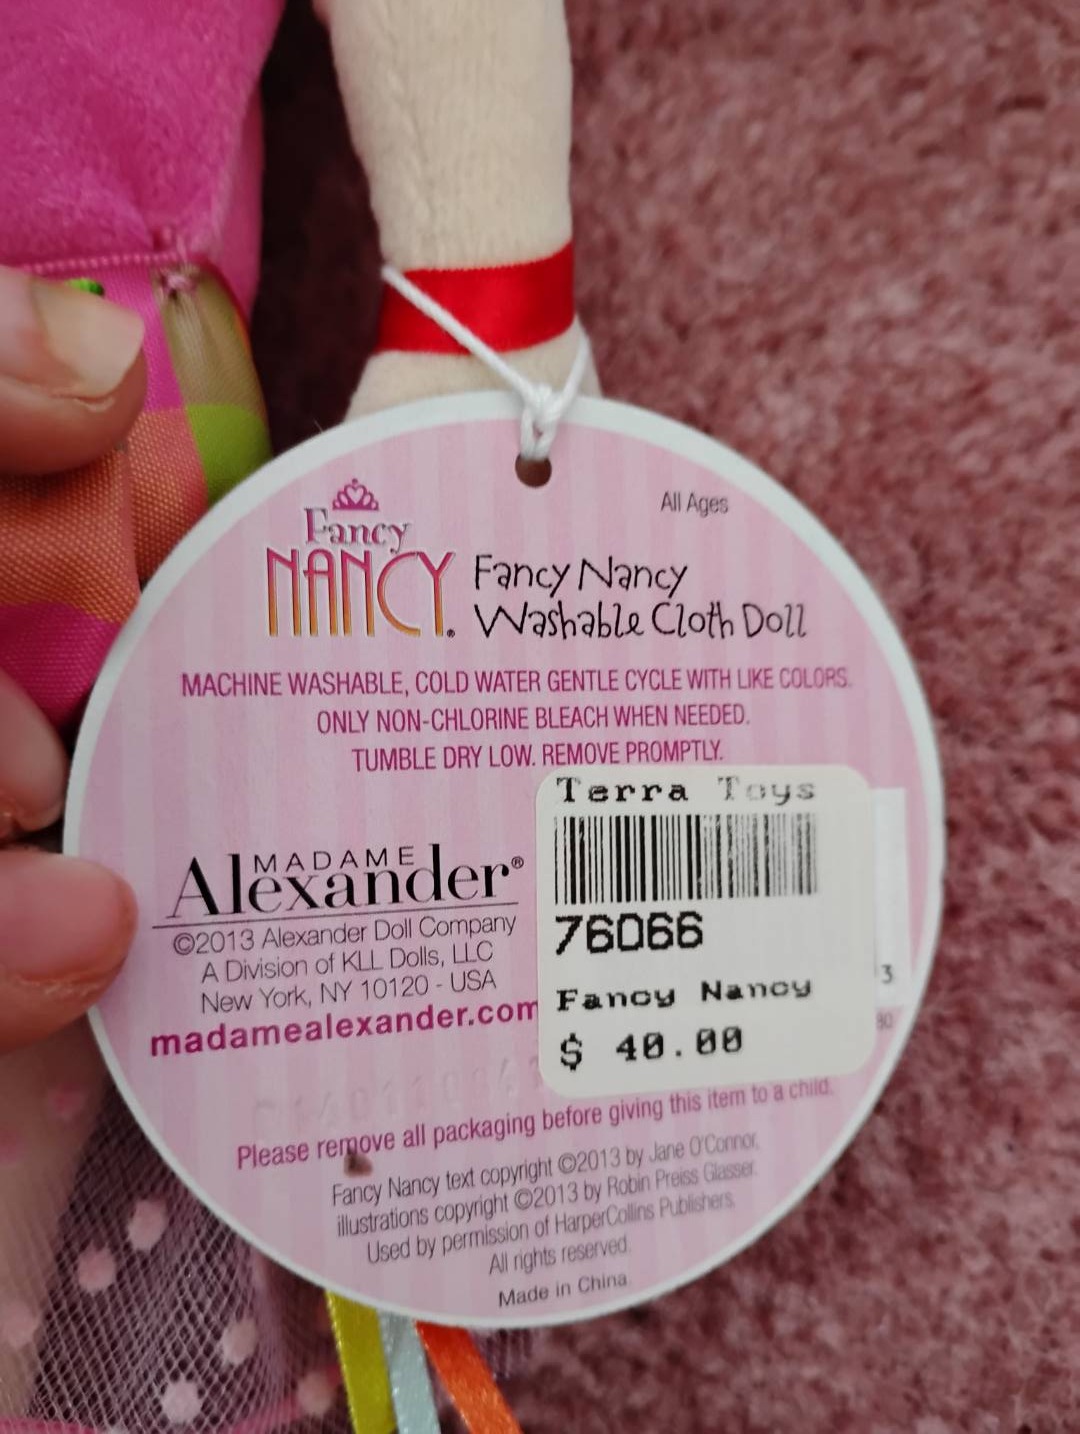 All Ages
Fancy
NANCY®
Fancy Nancy
Washable Cloth Doll
MACHINE WASHABLE, COLD WATER GENTLE CYCLE WITH LIKE COLORS.
ONLY NON-CHLORINE BLEACH WHEN NEEDED.
TUMBLE DRY LOW. REMOVE PROMPTLY.
MADAME
Alexander®
©2013 Alexander Doll Company
A Division of KLL Dolls, LLC
New York, NY 10120 - USA
madamealexander.com
Terra Toys
76066
Fancy Nancy
$ 40.00
3
80
Please remove all packaging before giving this item to a child.
Fancy Nancy text copyright ©2013 by Jane O'Connor,
illustrations copyright ©2013 by Robin Preiss Glasser.
Used by permission of HarperCollins Publishers.
All rights reserved.
Made in China.